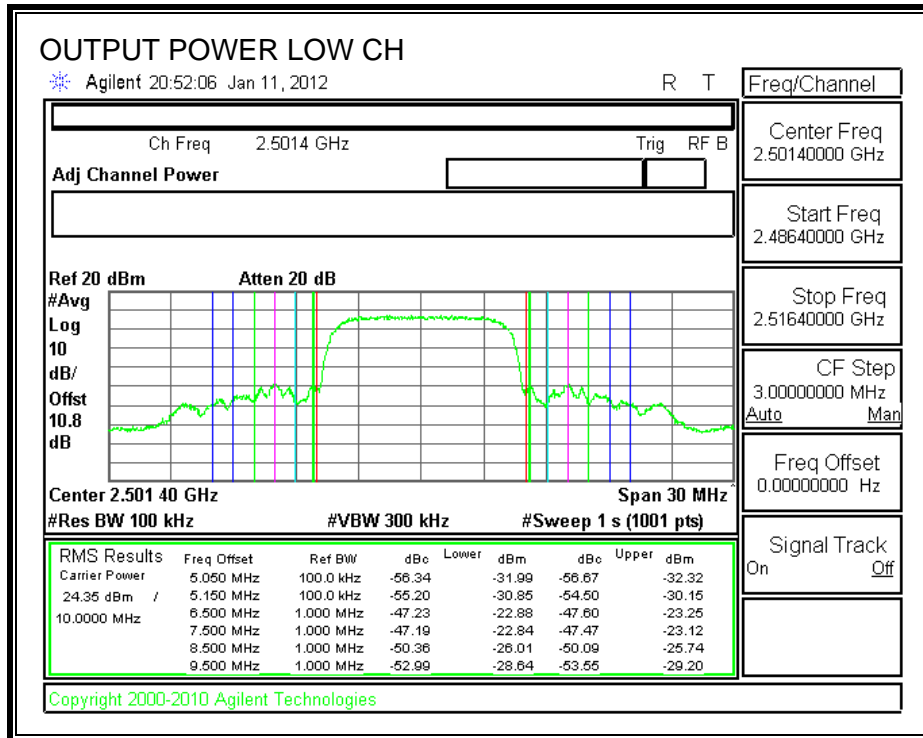 OUTPUT POWER LOW CH
Agilent 20:52:06 Jan 11, 2012 R T
Freq/Channel
Ch Freq 2.5014 GHz Trig RF B
Adj Channel Power
Center Freq
2.50140000 GHz
Start Freq
2.48640000 GHz
Stop Freq
2.51640000 GHz
CF Step
3.00000000 MHz
Auto Man
Freq Offset
0.00000000 Hz
Signal Track
On Off
Ref 20 dBm Atten 20 dB
#Avg
Log
10
dB/
Offst
10.8
dB
Center 2.501 40 GHz Span 30 MHz^
#Res BW 100 kHz #VBW 300 kHz #Sweep 1 s (1001 pts)
RMS Results Freq Offset Ref BW dBc Lower dBm dBc Upper dBm
Carrier Power 5.050 MHz 100.0 kHz -56.34 -31.99 -56.67 -32.32
24.35 dBm / 5.150 MHz 100.0 kHz -55.20 -30.85 -54.50 -30.15
10.0000 MHz 6.500 MHz 1.000 MHz -47.23 -22.88 -47.60 -23.25
7.500 MHz 1.000 MHz -47.19 -22.84 -47.47 -23.12
8.500 MHz 1.000 MHz -50.36 -26.01 -50.09 -25.74
9.500 MHz 1.000 MHz -52.99 -28.64 -53.55 -29.20
Copyright 2000-2010 Agilent Technologies